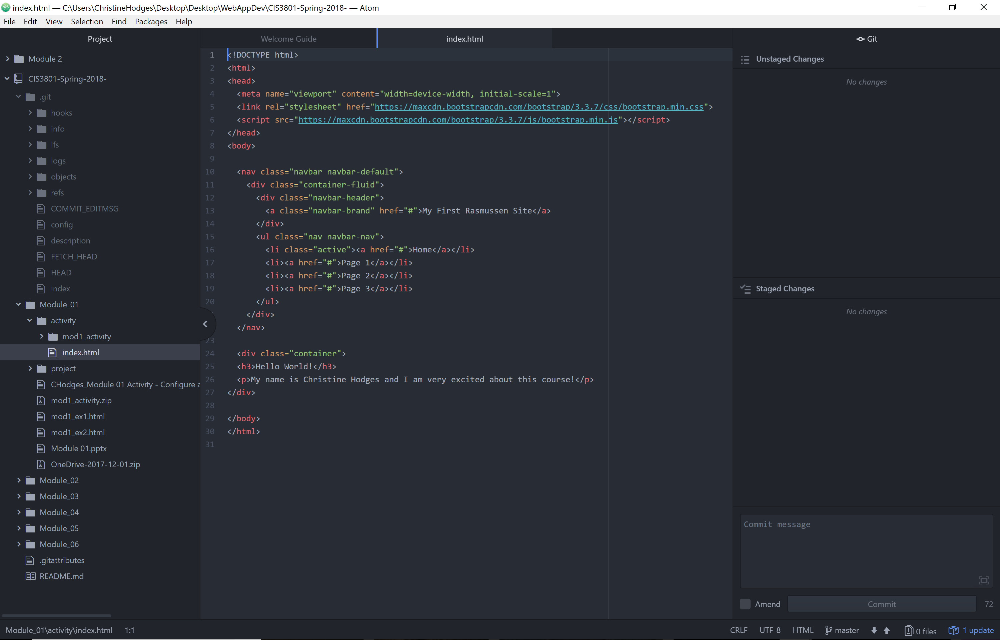 index.html — C:\Users\ChristineHodges\Desktop\Desktop\WebAppDev\CIS3801-Spring-2018- — Atom
File Edit View Selection Find Packages Help
Project
Module 2
CIS3801-Spring-2018-
.git
hooks
info
lfs
logs
objects
refs
COMMIT_EDITMSG
config
description
FETCH_HEAD
HEAD
index
Module_01
activity
mod1_activity
index.html
project
CHodges_Module 01 Activity - Configure
mod1_activity.zip
mod1_ex1.html
mod1_ex2.html
Module 01.pptx
OneDrive-2017-12-01.zip
Module_02
Module_03
Module_04
Module_05
Module_06
.gitattributes
README.md
Welcome Guide index.html
1 <!DOCTYPE html>
2 <html>
3 <head>
4   <meta name="viewport" content="width=device-width, initial-scale=1">
5   <link rel="stylesheet" href="https://maxcdn.bootstrapcdn.com/bootstrap/3.3.7/css/bootstrap.min.css">
6   <script src="https://maxcdn.bootstrapcdn.com/bootstrap/3.3.7/js/bootstrap.min.js"></script>
7 </head>
8 <body>
9
10   <nav class="navbar navbar-default">
11     <div class="container-fluid">
12       <div class="navbar-header">
13         <a class="navbar-brand" href="#">My First Rasmussen Site</a>
14       </div>
15       <ul class="nav navbar-nav">
16         <li class="active"><a href="#">Home</a></li>
17         <li><a href="#">Page 1</a></li>
18         <li><a href="#">Page 2</a></li>
19         <li><a href="#">Page 3</a></li>
20       </ul>
    </div>
  </nav>
23
24   <div class="container">
25   <h3>Hello World!</h3>
26   <p>My name is Christine Hodges and I am very excited about this course!</p>
27 </div>
28
29 </body>
30 </html>
31
Git
Unstaged Changes
No changes
Staged Changes
No changes
Commit message
Amend Commit 72
Module_01\activity\index.html 1:1 CRLF UTF-8 HTML master 0 files 1 update